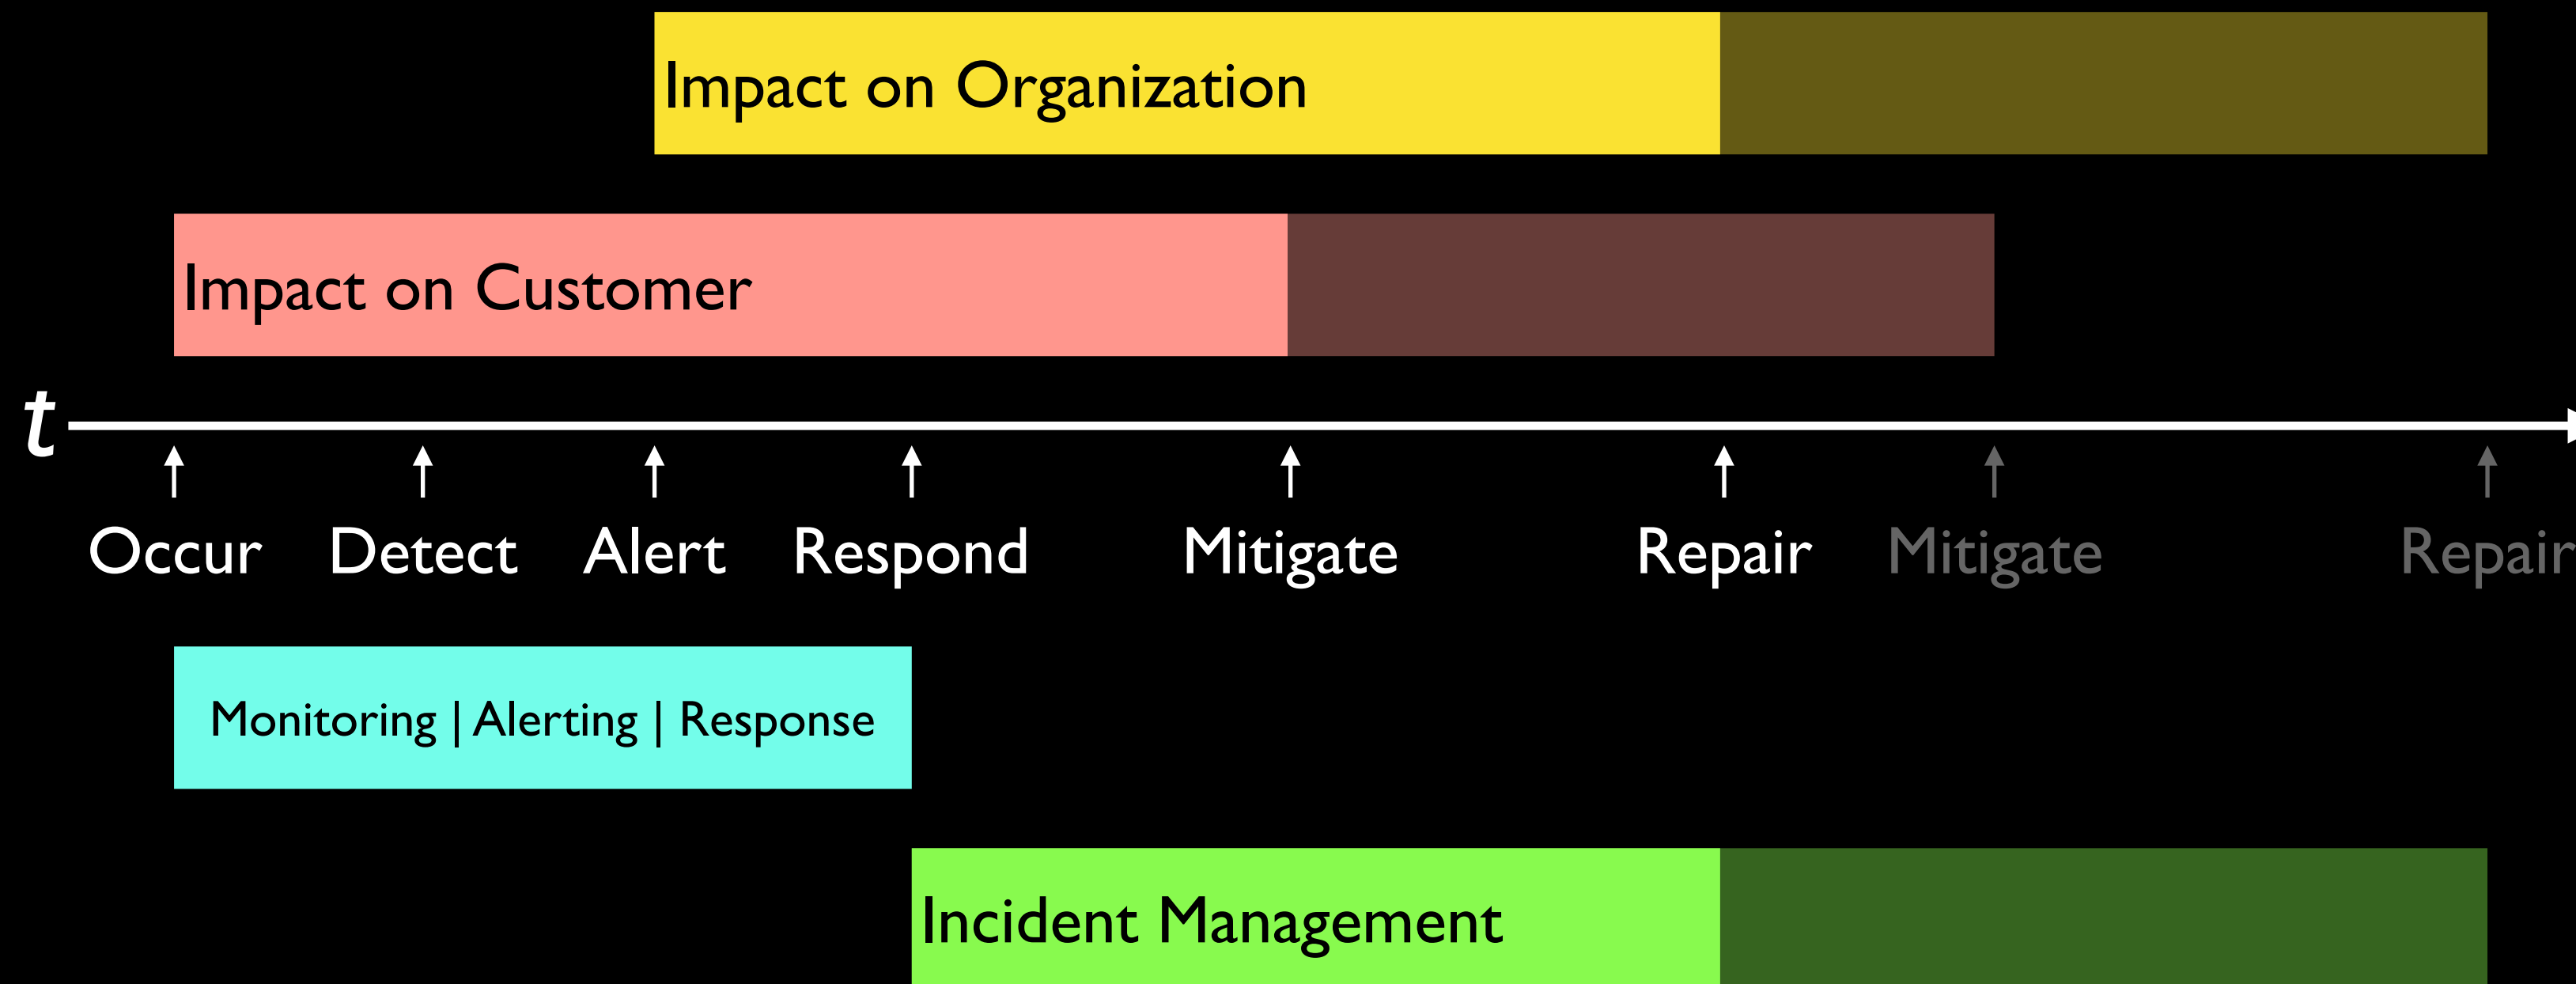 Impact on Organization
Impact on Customer
t
Occur Detect Alert Respond Mitigate Repair Mitigate Repair
Monitoring | Alerting | Response
Incident Management